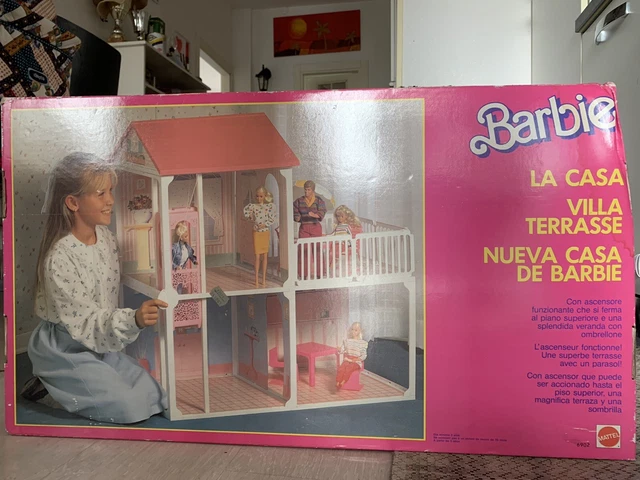 Barbie
LA CASA
VILLA
TERRASSE
NUEVA CASA
DE BARBIE
Con ascensore
funzionante che si ferma
al piano superiore e una
splendida veranda con
ombrellone
L'ascenseur fonctionne!
Une superbe terrasse
avec un parasol!
Con ascensor que puede
ser accionado hasta el
piso superior, una
magnifica terraza y una
sombrilla
MATTEL